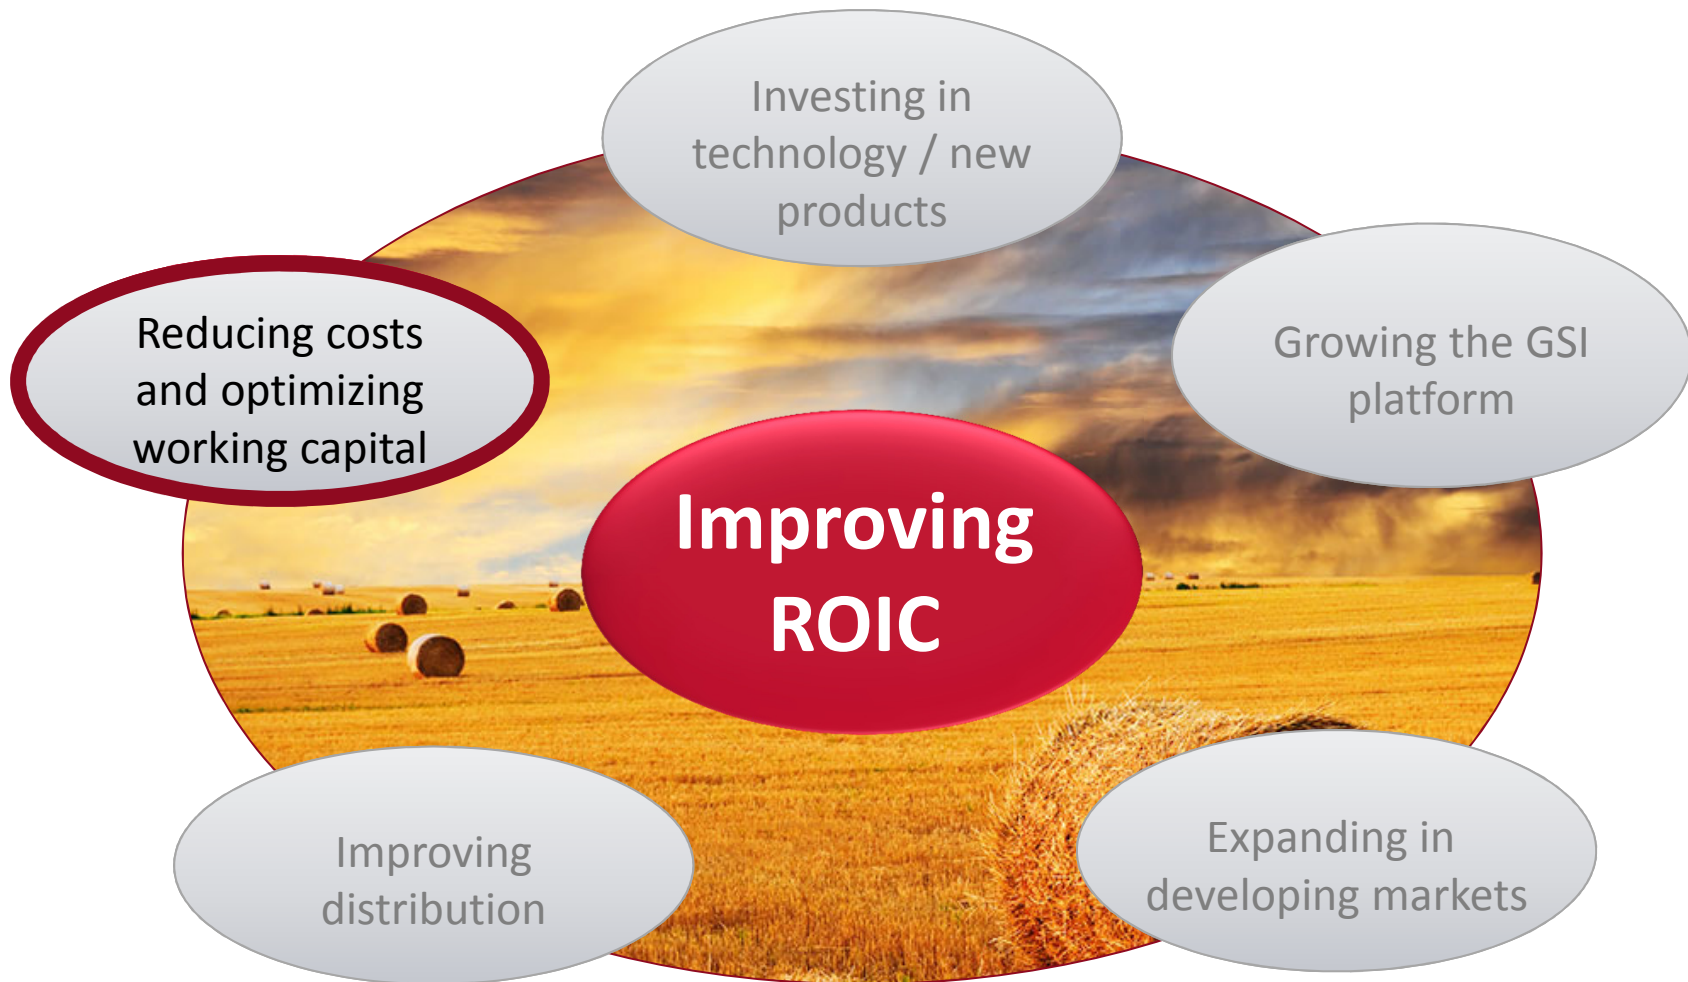 Investing in
technology / new
products
Growing the GSI
platform
Reducing costs
and optimizing
working capital
Improving
ROIC
Improving
distribution
Expanding in
developing markets